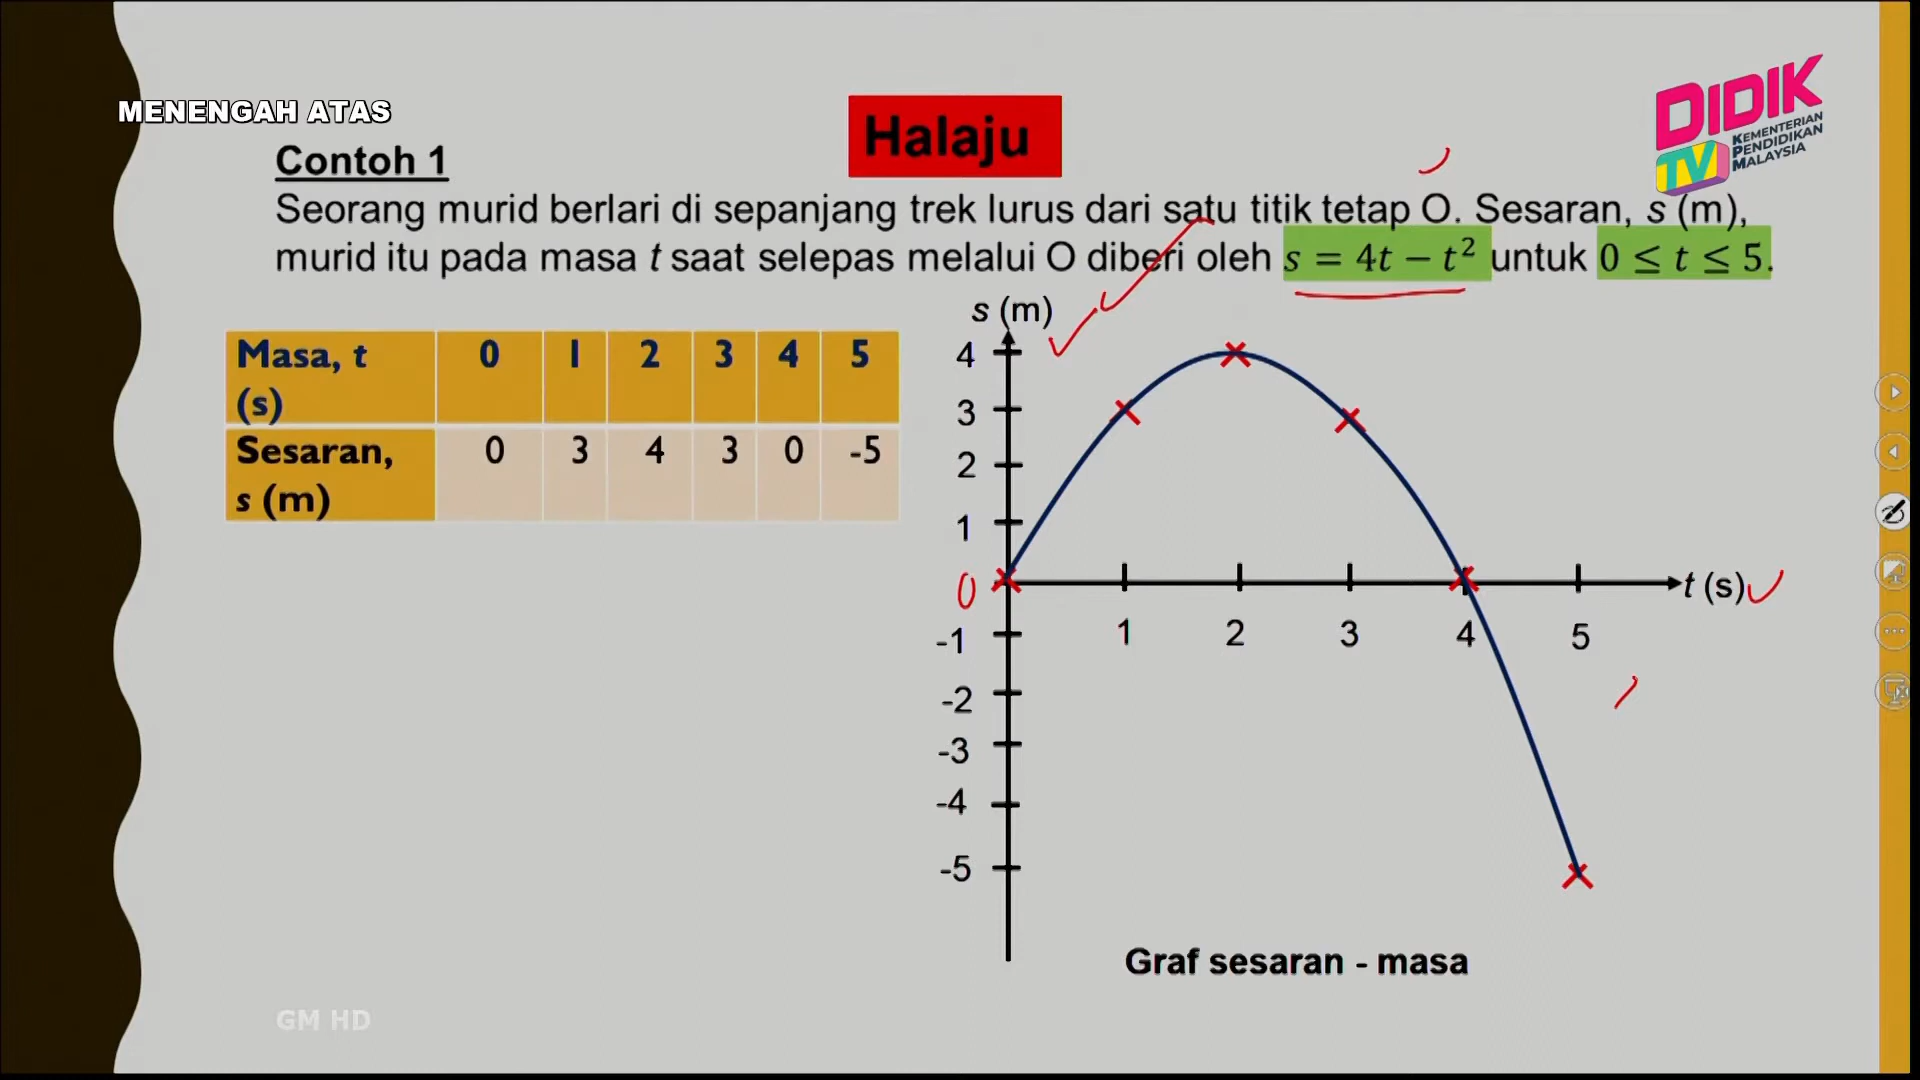 MENENGAH ATAS
Halaju
DIDIK
TV
KEMENTERIAN
PENDIDIKAN
MALAYSIA
Contoh 1
Seorang murid berlari di sepanjang trek lurus dari satu titik tetap O. Sesaran, s (m),
murid itu pada masa t saat selepas melalui O diberi oleh s = 4t − t² untuk 0 ≤ t ≤ 5.
Masa, t (s) 0 1 2 3 4 5
Sesaran, s (m) 0 3 4 3 0 -5
s (m)
4
3
2
1
0
t (s)
1 2 3 4 5
-1
-2
-3
-4
-5
Graf sesaran - masa
GM HD